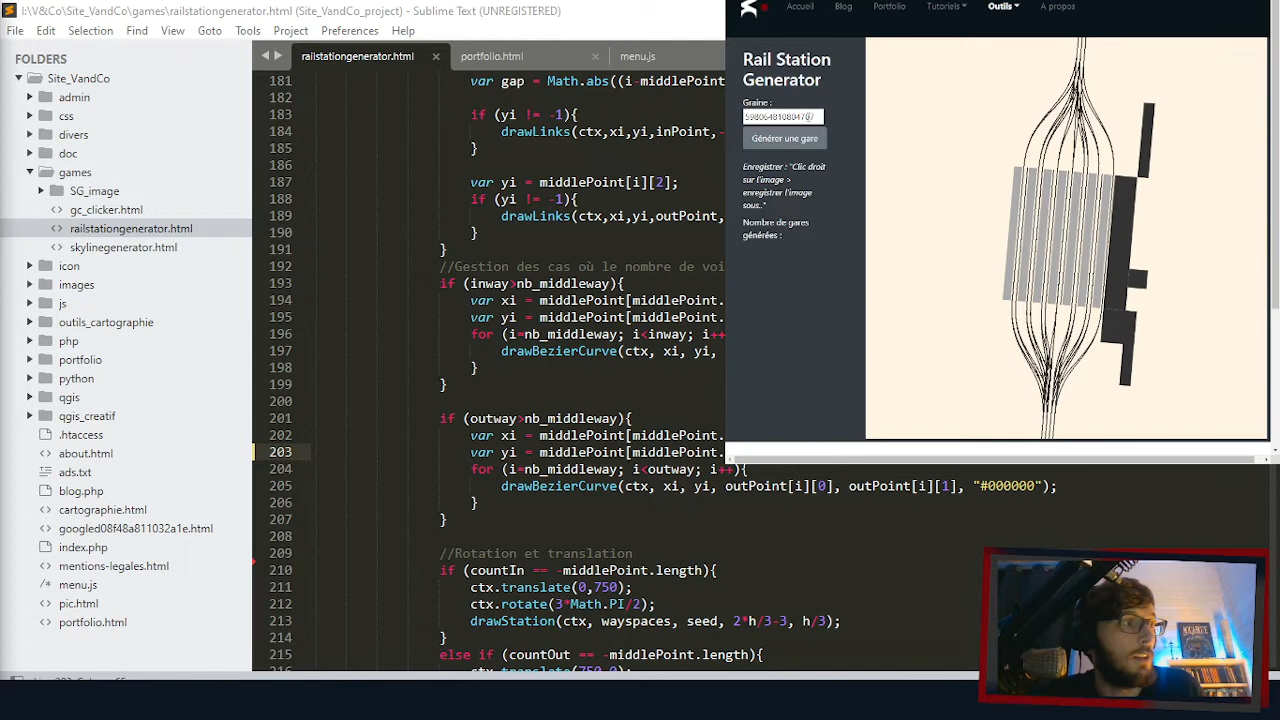 I:\V&Co\V&Co\Site_VandCo\games\railstationgenerator.html (Site_VandCo_project) - Sublime Text (UNREGISTERED)
File Edit Selection Find View Goto Tools Project Preferences Help
FOLDERS
Site_VandCo
admin
css
divers
doc
games
SG_image
gc_clicker.html
railstationgenerator.html
skylinegenerator.html
icon
images
js
outils_cartographie
php
portfolio
python
qgis
qgis_creatif
.htaccess
about.html
ads.txt
blog.php
cartographie.html
googled08f48a811032a1e.html
index.php
mentions-legales.html
menu.js
pic.html
portfolio.html
railstationgenerator.html portfolio.html menu.js
181 var gap = Math.abs((i-middlePoint
182
183 if (yi != -1){
184 drawLinks(ctx,xi,yi,inPoint,-
185 }
186
187 var yi = middlePoint[i][2];
188 if (yi != -1){
189 drawLinks(ctx,xi,yi,outPoint,
190 }
191 }
192 //Gestion des cas où le nombre de voi
193 if (inway>nb_middleway){
194 var xi = middlePoint[middlePoint.
195 var yi = middlePoint[middlePoint.
196 for (i=nb_middleway; i<inway; i++
197 drawBezierCurve(ctx, xi, yi,
198 }
199 }
200
201 if (outway>nb_middleway){
202 var xi = middlePoint[middlePoint.
203 var yi = middlePoint[middlePoint.
204 for (i=nb_middleway; i<outway; i++){
205 drawBezierCurve(ctx, xi, yi, outPoint[i][0], outPoint[i][1], "#000000");
206 }
207 }
208
209 //Rotation et translation
210 if (countIn == -middlePoint.length){
211 ctx.translate(0,750);
212 ctx.rotate(3*Math.PI/2);
213 drawStation(ctx, wayspaces, seed, 2*h/3-3, h/3);
214 }
215 else if (countOut == -middlePoint.length){
216 ctx.translate(750,0)
Accueil Blog Portfolio Tutoriels Outils A propos
Rail Station
Generator
Graine :
Générer une gare
Enregistrer : "Clic droit
sur l'image >
enregistrer l'image
sous.."
Nombre de gares
générées :